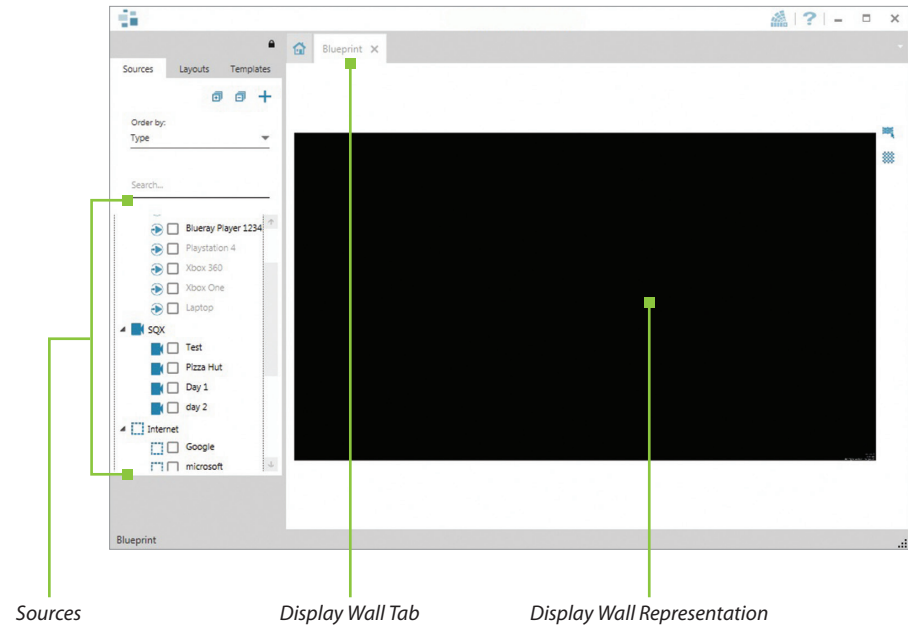 Blueprint
Sources Layouts Templates
Order by:
Type
Search...
Blueray Player 1234
Playstation 4
Xbox 360
Xbox One
Laptop
SQX
Test
Pizza Hut
Day 1
day 2
Internet
Google
microsoft
Blueprint
Sources
Display Wall Tab
Display Wall Representation